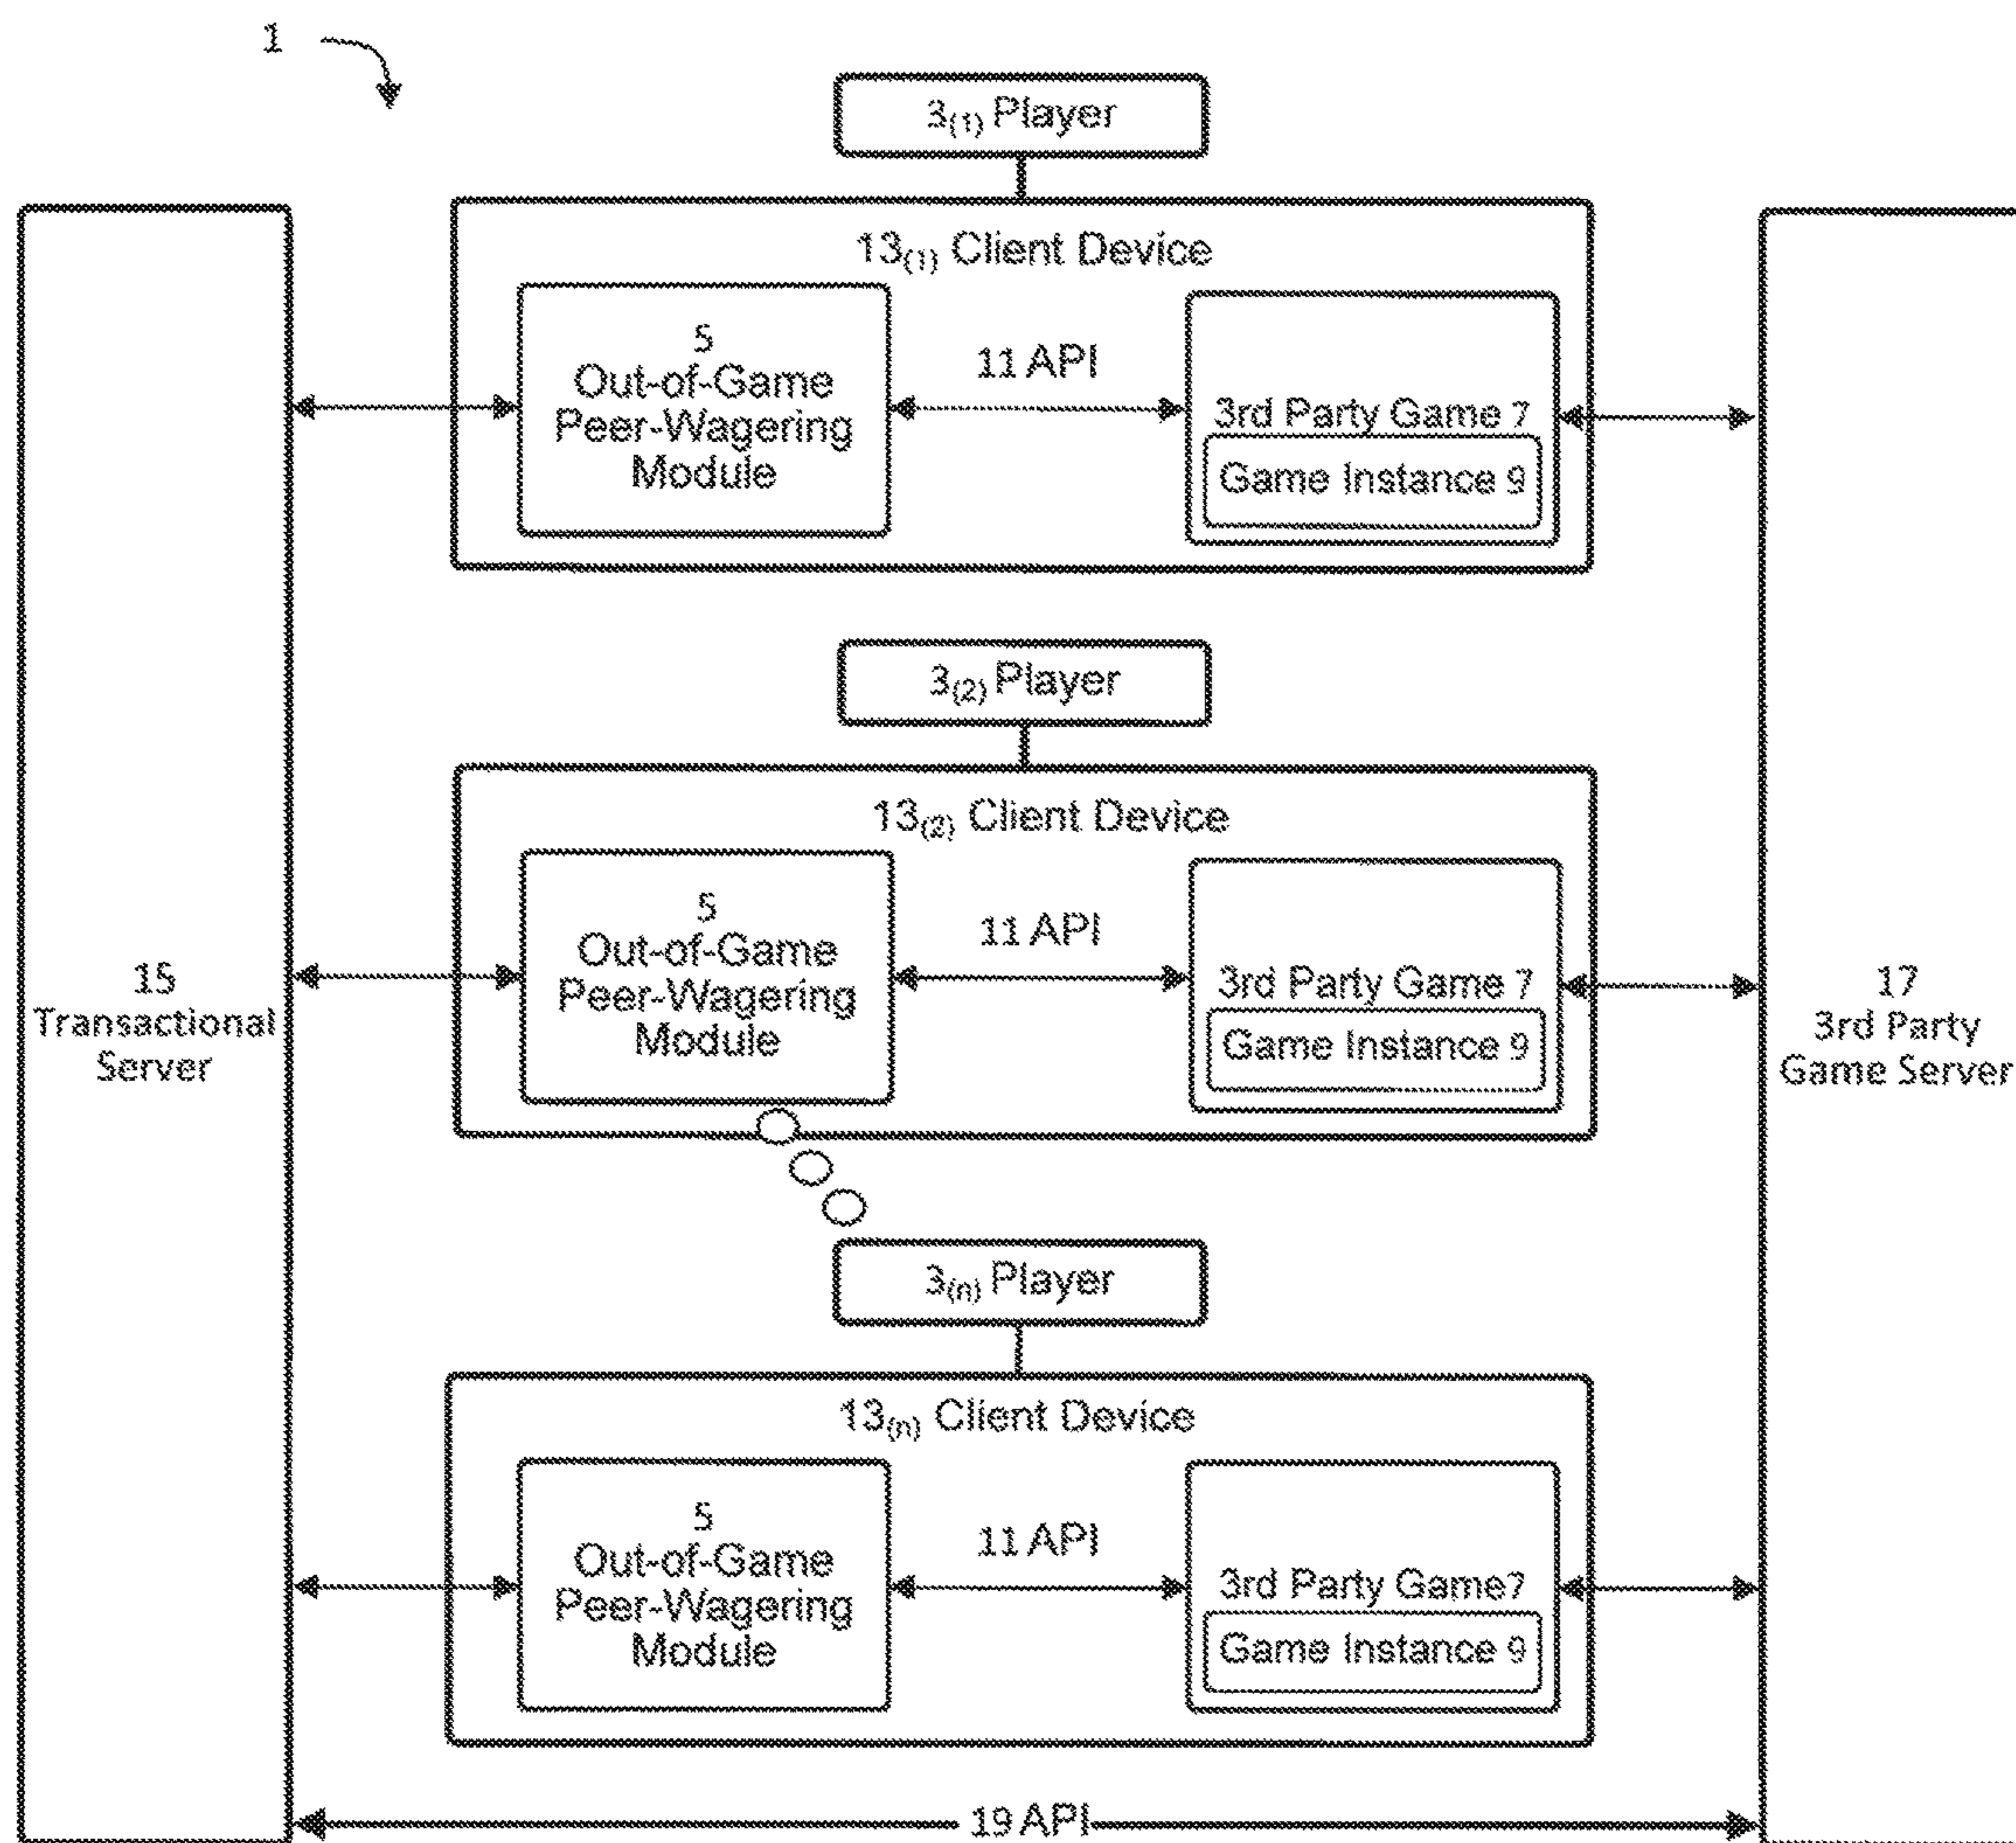 1
3(1) Player
13(1) Client Device
5
Out-of-Game
Peer-Wagering
Module
11 API
3rd Party Game 7
Game Instance 9
3(2) Player
13(2) Client Device
5
Out-of-Game
Peer-Wagering
Module
11 API
3rd Party Game 7
Game Instance 9
15
Transactional
Server
17
3rd Party
Game Server
3(n) Player
13(n) Client Device
5
Out-of-Game
Peer-Wagering
Module
11 API
3rd Party Game7
Game Instance 9
19 API